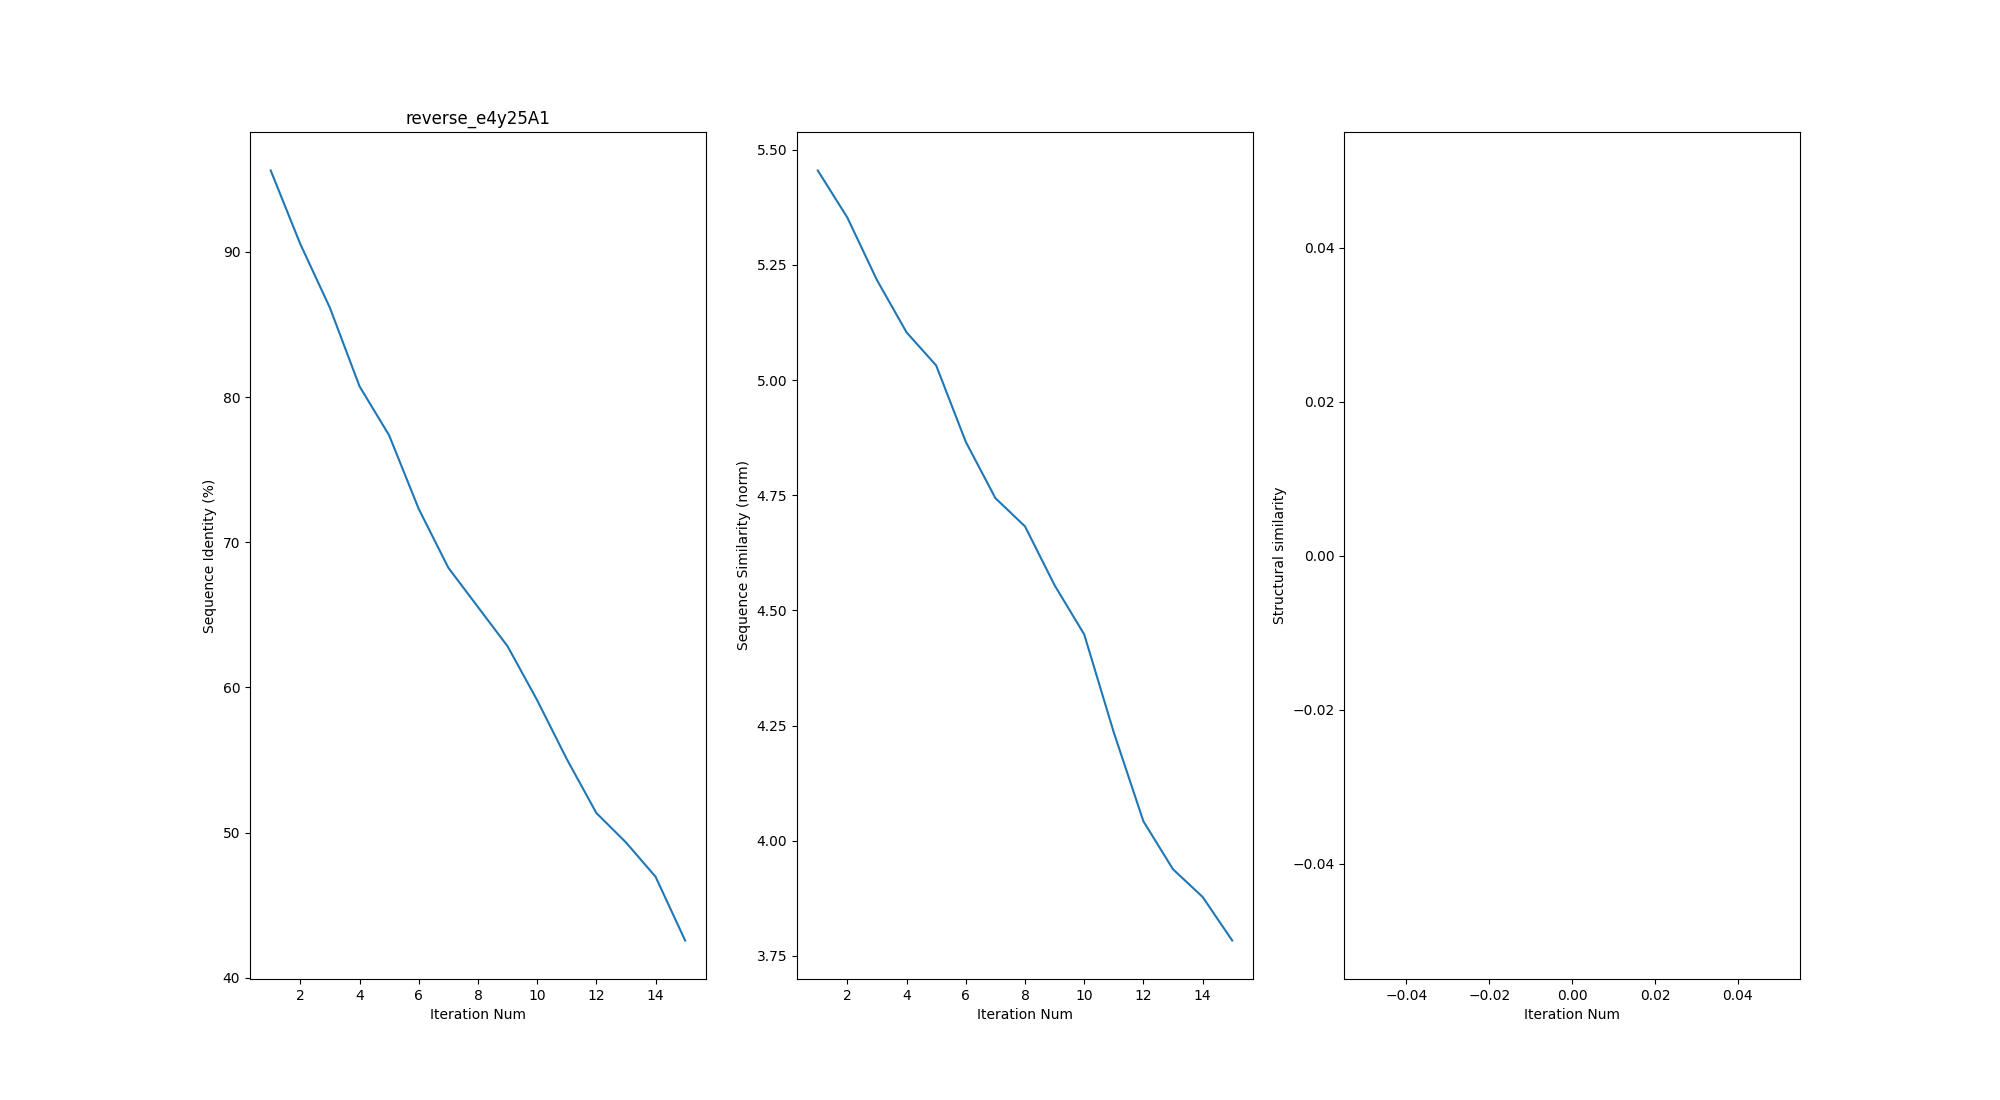 reverse_e4y25A1
Sequence Identity (%)
90
80
70
60
50
40
2 4 6 8 10 12 14
Iteration Num
Sequence Similarity (norm)
5.50
5.25
5.00
4.75
4.50
4.25
4.00
3.75
2 4 6 8 10 12 14
Iteration Num
Structural similarity
0.04
0.02
0.00
−0.02
−0.04
−0.04 −0.02 0.00 0.02 0.04
Iteration Num